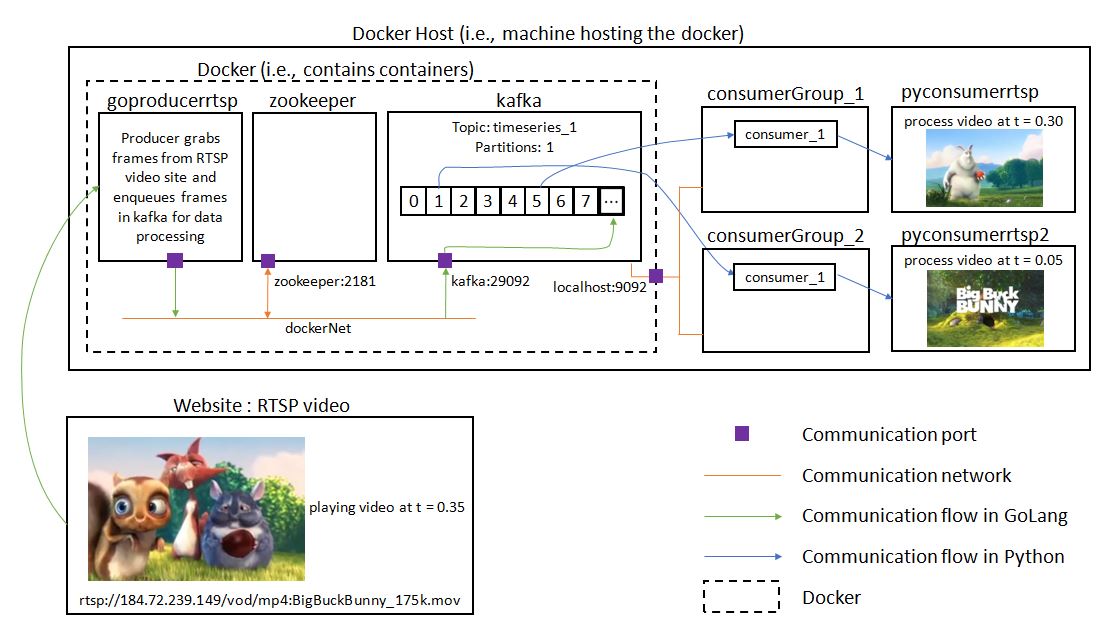 Docker Host (i.e., machine hosting the docker)
Docker (i.e., contains containers)
goproducerrtsp
zookeeper
kafka
consumerGroup_1
pyconsumerrtsp
Producer grabs
frames from RTSP
video site and
enqueues frames
in kafka for data
processing
Topic: timeseries_1
Partitions: 1
0 1 2 3 4 5 6 7 ...
consumer_1
process video at t = 0.30
zookeeper:2181
kafka:29092
localhost:9092
dockerNet
consumerGroup_2
pyconsumerrtsp2
consumer_1
process video at t = 0.05
Big Buck
BUNNY
Website : RTSP video
playing video at t = 0.35
rtsp://184.72.239.149/vod/mp4:BigBuckBunny_175k.mov
Communication port
Communication network
Communication flow in GoLang
Communication flow in Python
Docker